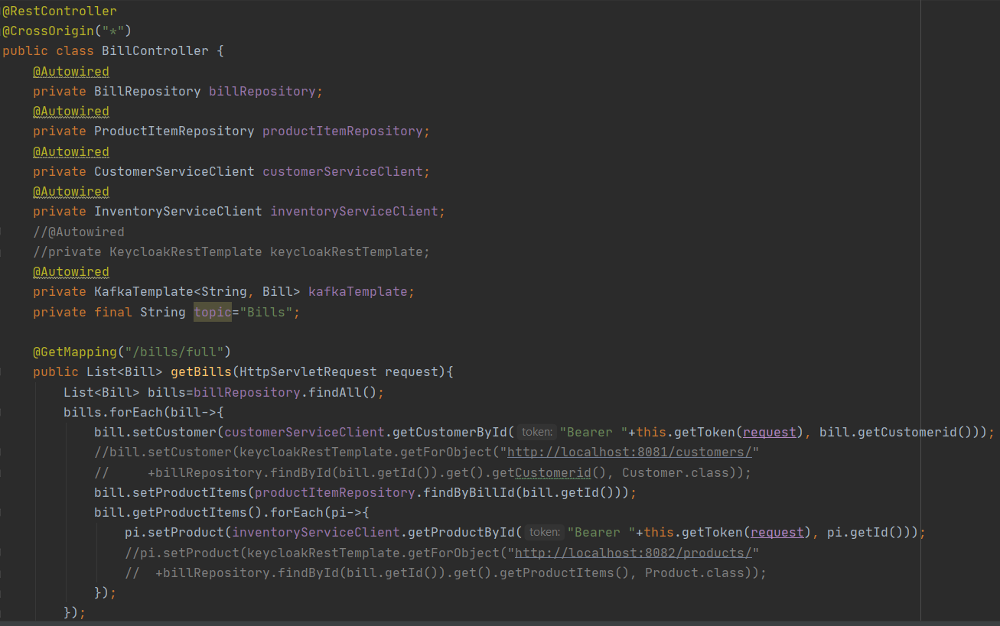 @RestController
@CrossOrigin("*")
public class BillController {
    @Autowired
    private BillRepository billRepository;
    @Autowired
    private ProductItemRepository productItemRepository;
    @Autowired
    private CustomerServiceClient customerServiceClient;
    @Autowired
    private InventoryServiceClient inventoryServiceClient;
    //@Autowired
    //private KeycloakRestTemplate keycloakRestTemplate;
    @Autowired
    private KafkaTemplate<String, Bill> kafkaTemplate;
    private final String topic="Bills";

    @GetMapping("/bills/full")
    public List<Bill> getBills(HttpServletRequest request){
        List<Bill> bills=billRepository.findAll();
        bills.forEach(bill->{
            bill.setCustomer(customerServiceClient.getCustomerById( token: "Bearer "+this.getToken(request), bill.getCustomerid()));
            //bill.setCustomer(keycloakRestTemplate.getForObject("http://localhost:8081/customers/"
            //     +billRepository.findById(bill.getId()).get().getCustomerid(), Customer.class));
            bill.setProductItems(productItemRepository.findByBillId(bill.getId()));
            bill.getProductItems().forEach(pi->{
                pi.setProduct(inventoryServiceClient.getProductById( token: "Bearer "+this.getToken(request), pi.getId()));
                //pi.setProduct(keycloakRestTemplate.getForObject("http://localhost:8082/products/"
                //  +billRepository.findById(bill.getId()).get().getProductItems(), Product.class));
            });
        });